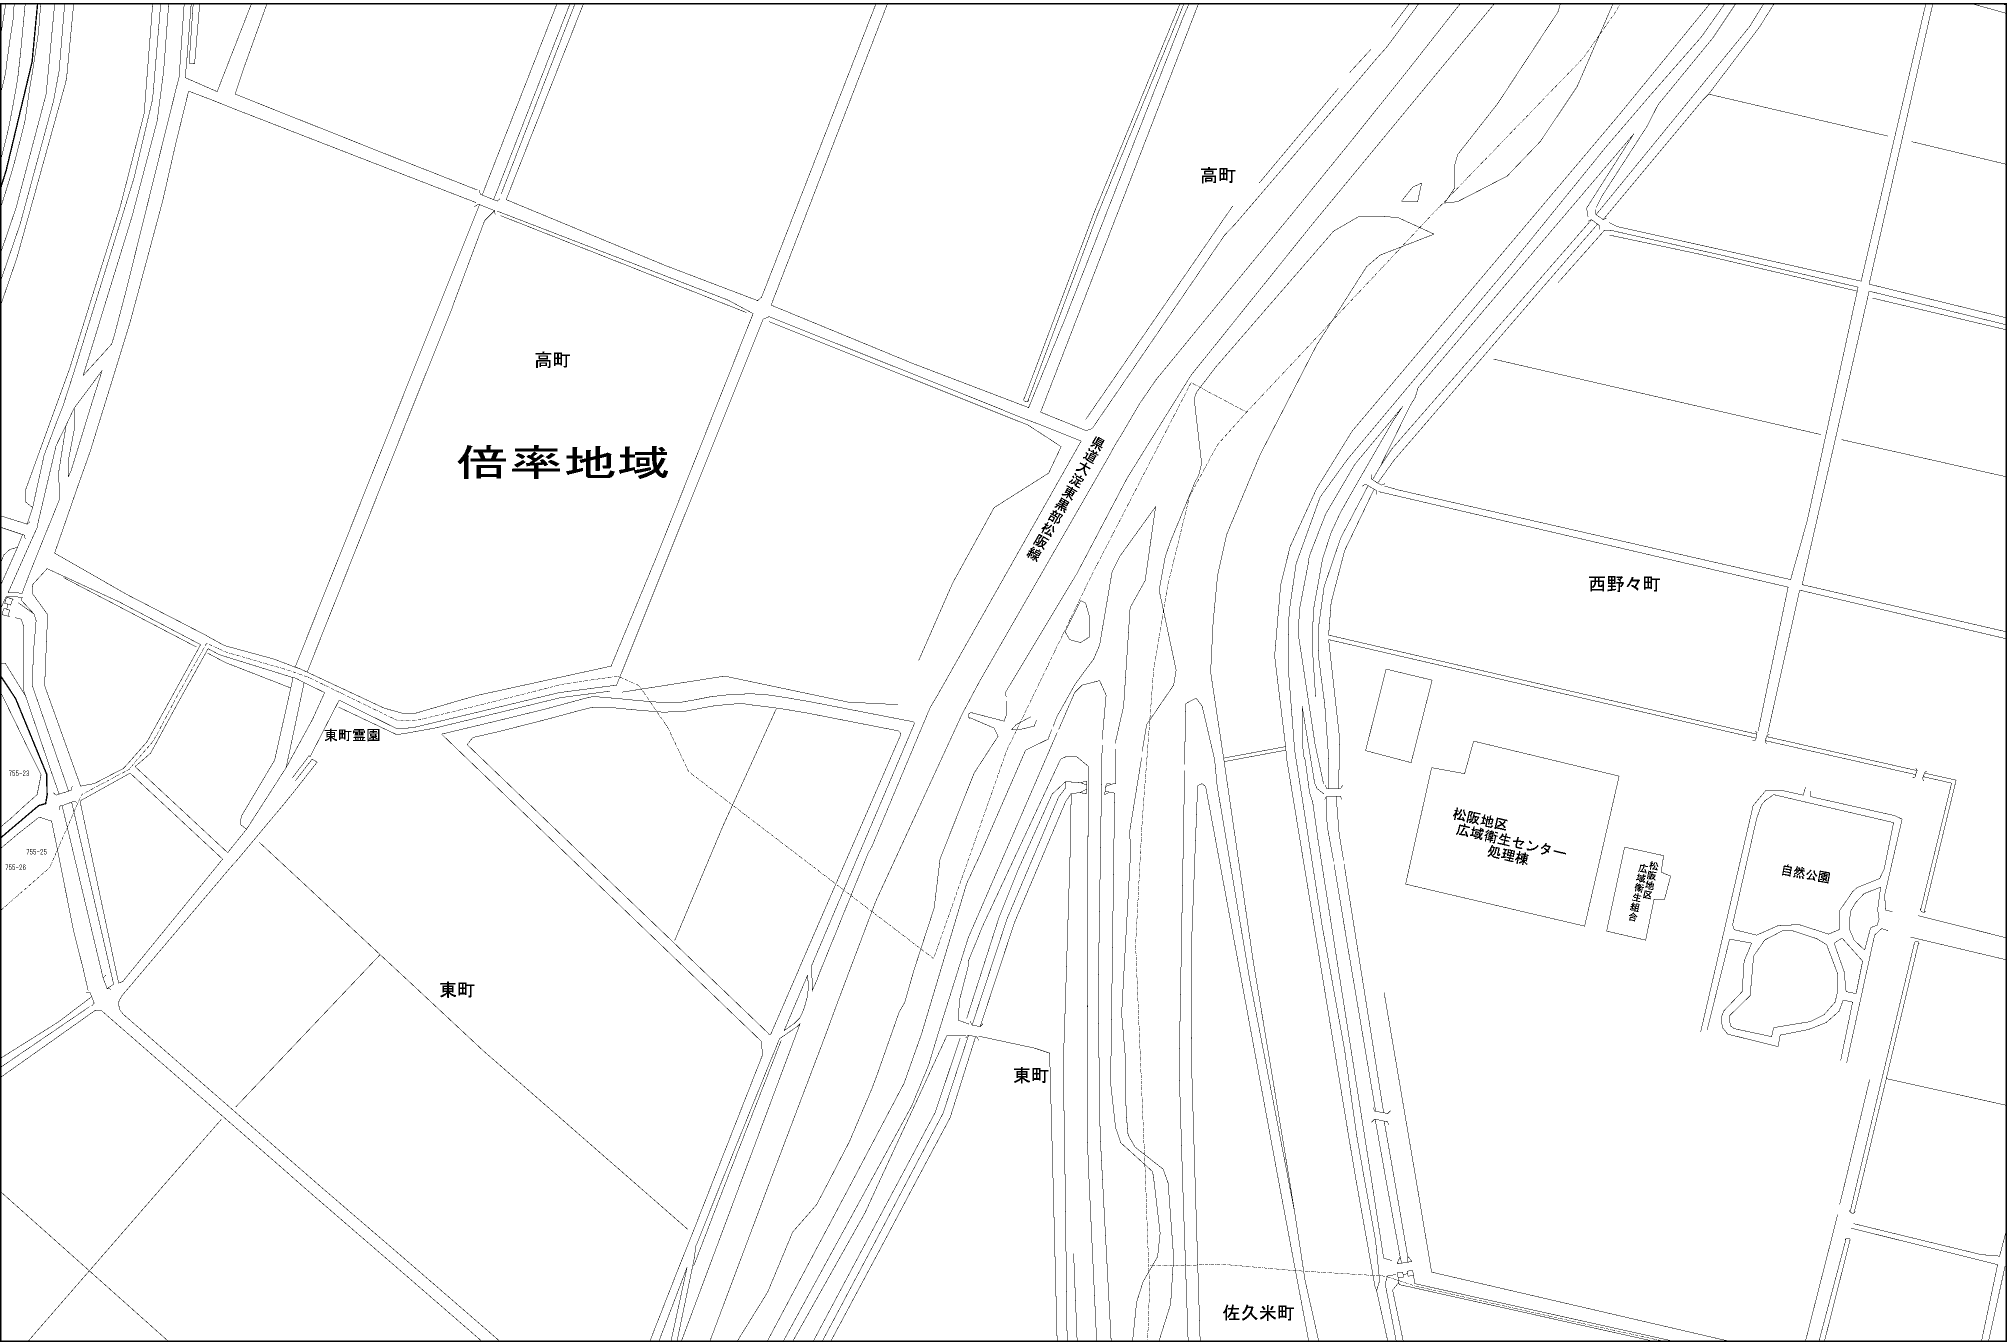 高町
高町
倍率地域
県道大淀東黒部松阪線
西野々町
東町霊園
755-23
755-25
755-26
松阪地区
広域衛生センター
処理棟
松阪地区
広域衛生組合
自然公園
東町
東町
佐久米町